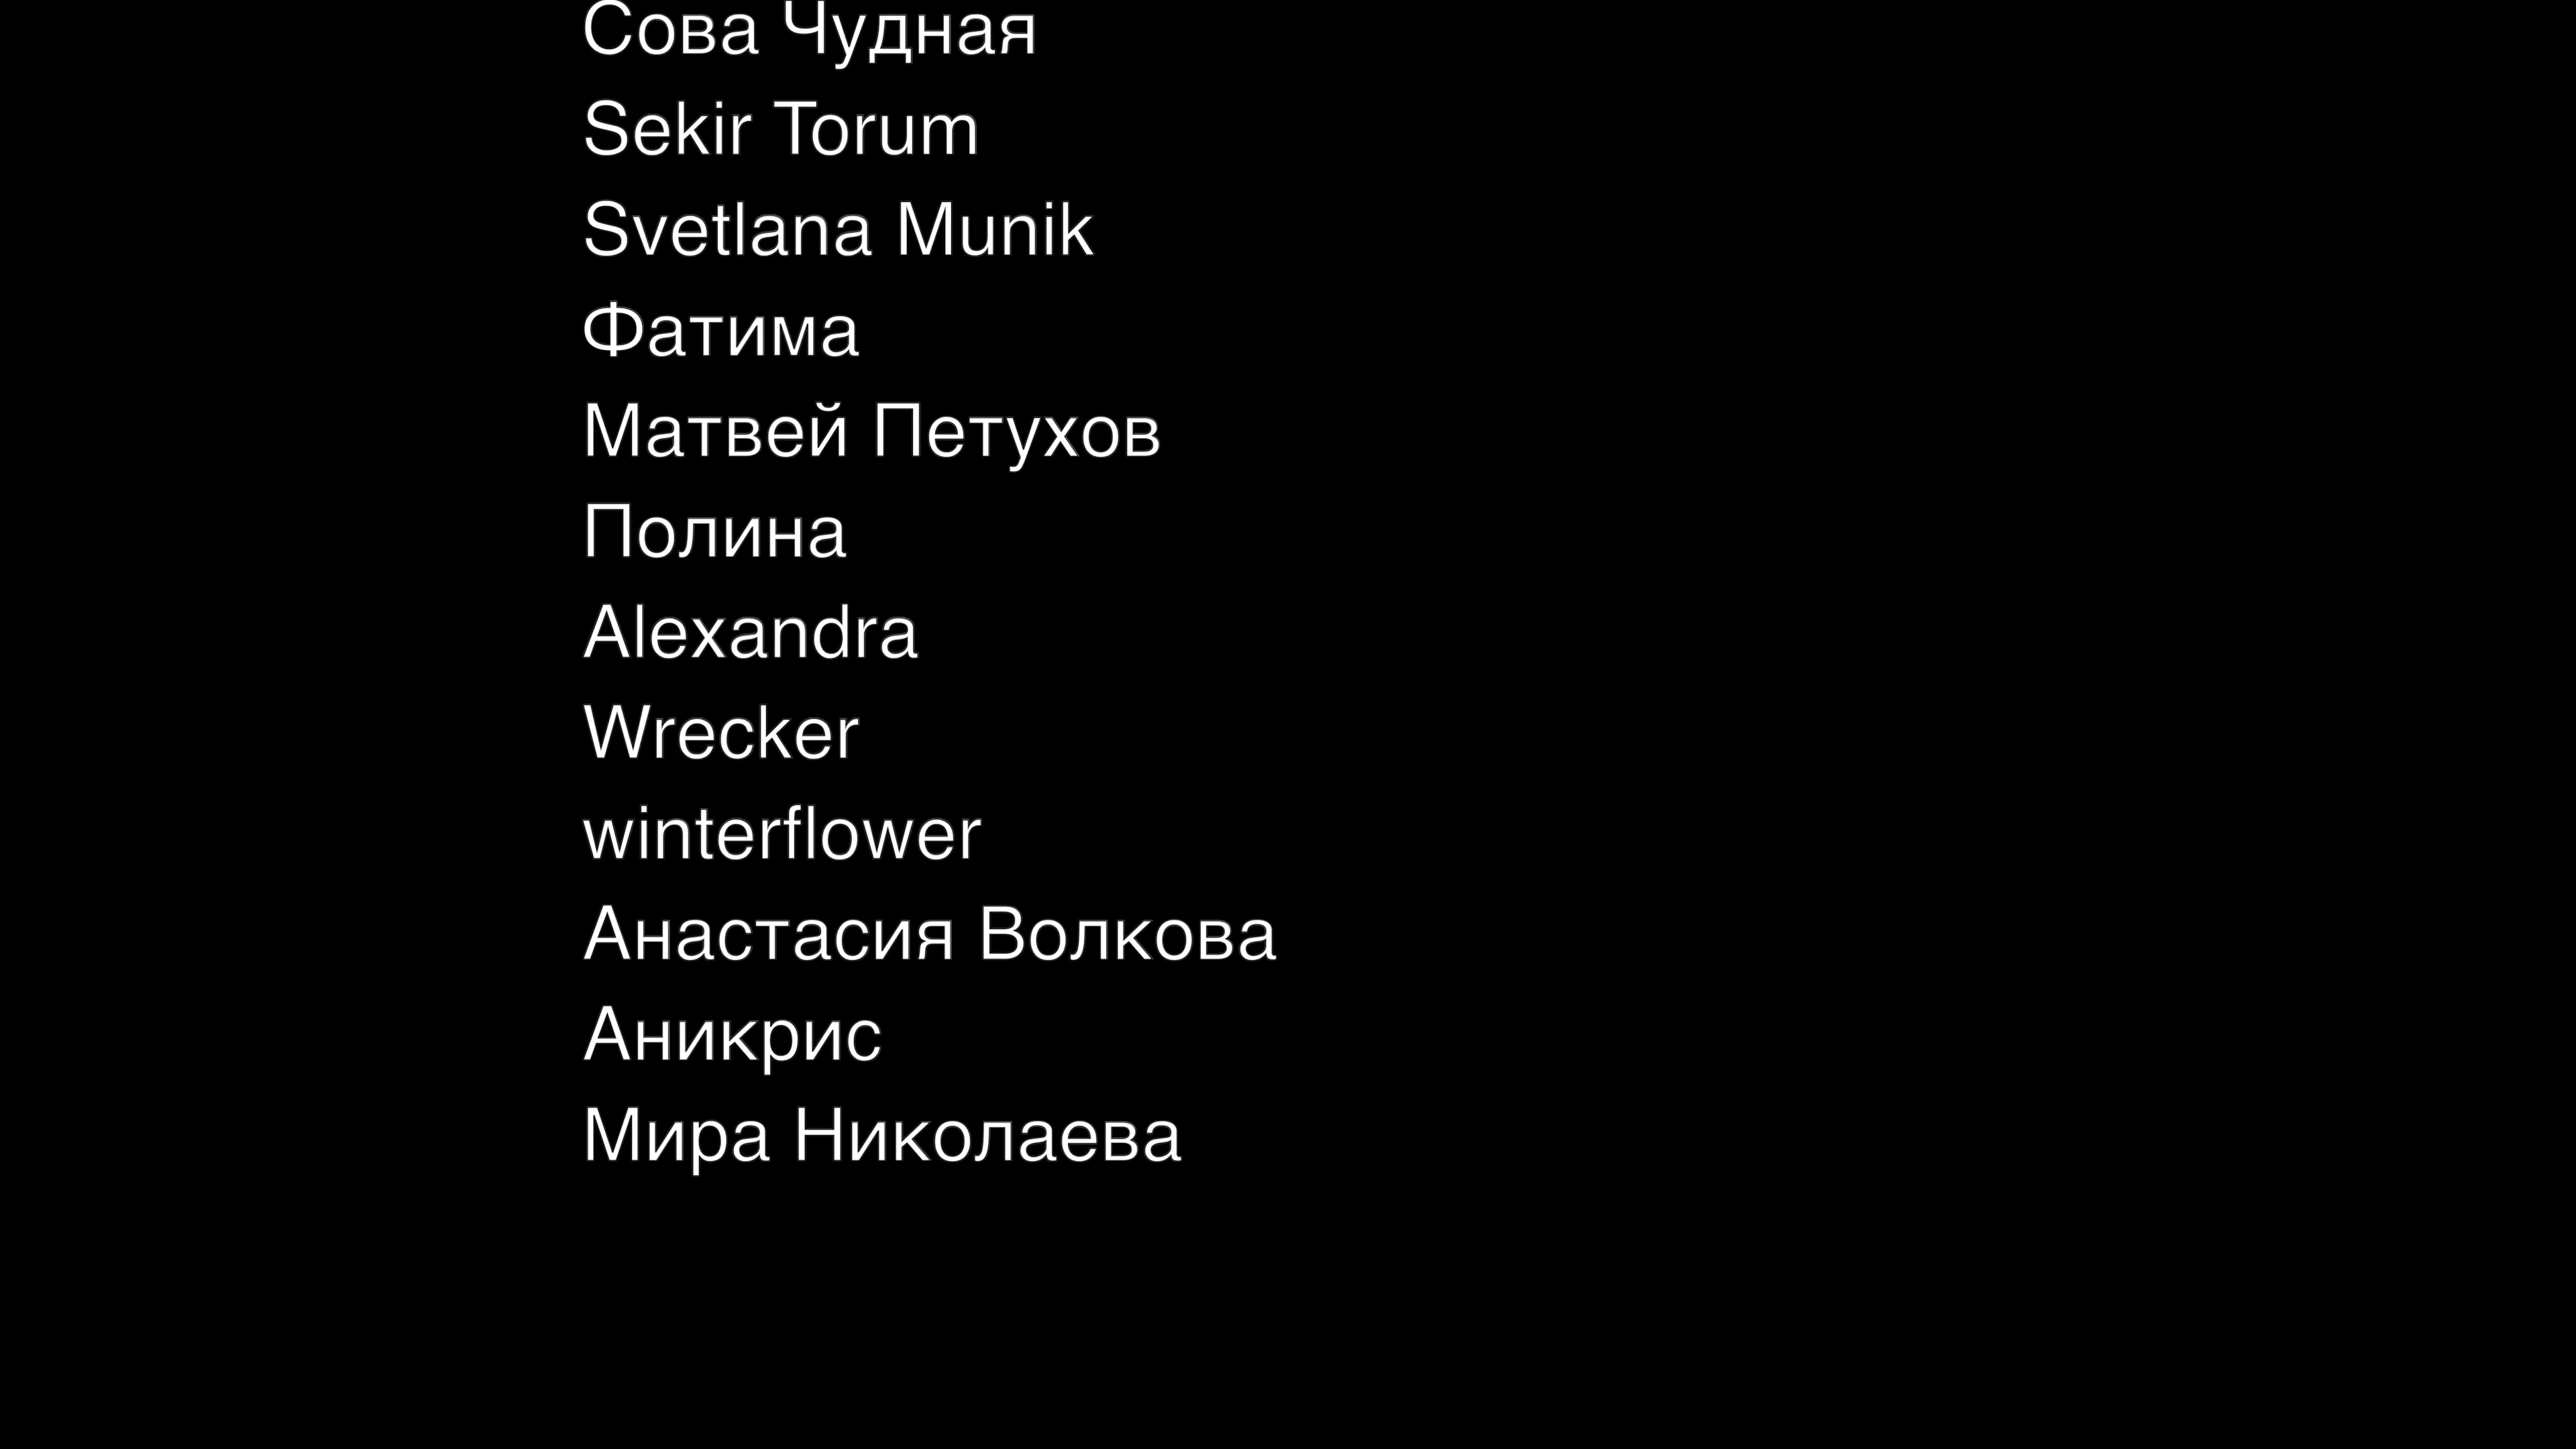 Сова Чудная
Sekir Torum
Svetlana Munik
Фатима
Матвей Петухов
Полина
Alexandra
Wrecker
winterflower
Анастасия Волкова
Аникрис
Мира Николаева